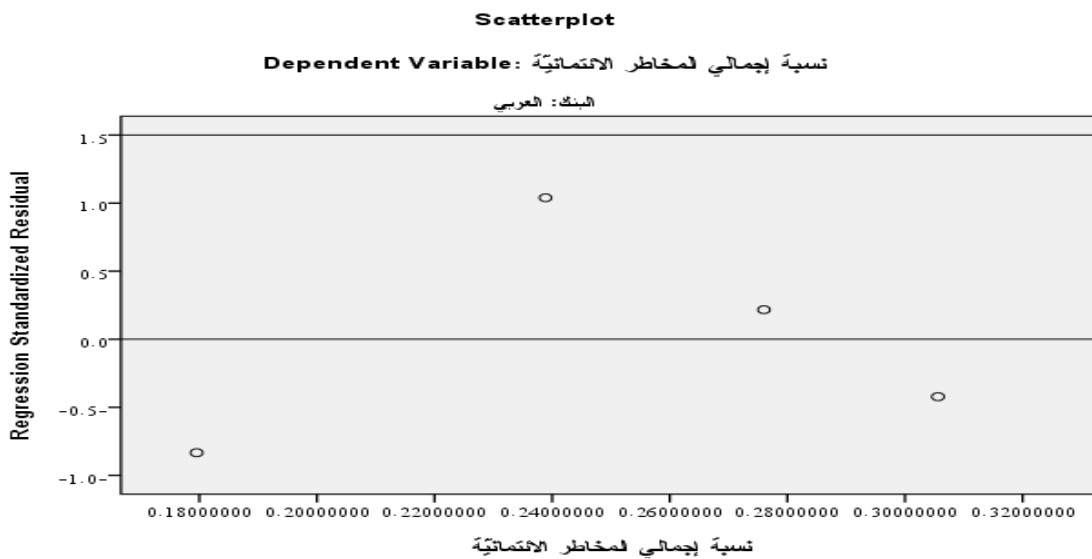 Scatterplot
Dependent Variable: نسبة إجمالي المخاطر الائتمانيّة
البنك: العربي
Regression Standardized Residual
1.5
1.0
0.5
0.0
-0.5-
-1.0-
0.18000000 0.20000000 0.22000000 0.24000000 0.26000000 0.28000000 0.30000000 0.32000000
نسبة إجمالي المخاطر الائتمانيّة